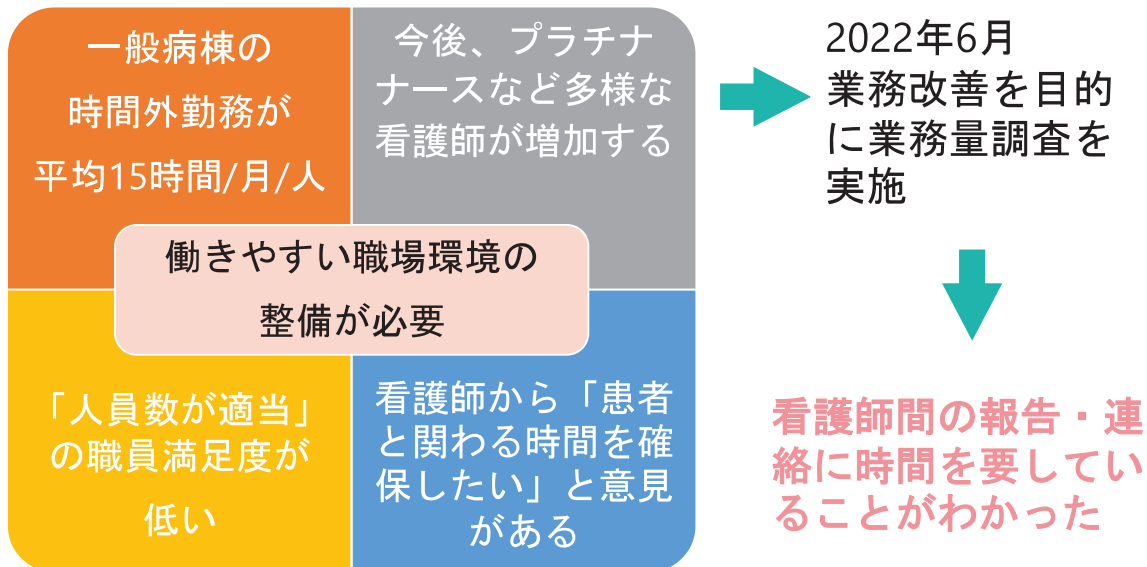 一般病棟の
時間外勤務が
平均15時間/月/人
今後、プラチナ
ナースなど多様な
看護師が増加する
働きやすい職場環境の
整備が必要
「人員数が適当」
の職員満足度が
低い
看護師から「患者
と関わる時間を確
保したい」と意見
がある
2022年6月
業務改善を目的
に業務量調査を
実施
看護師間の報告・連
絡に時間を要してい
ることがわかった